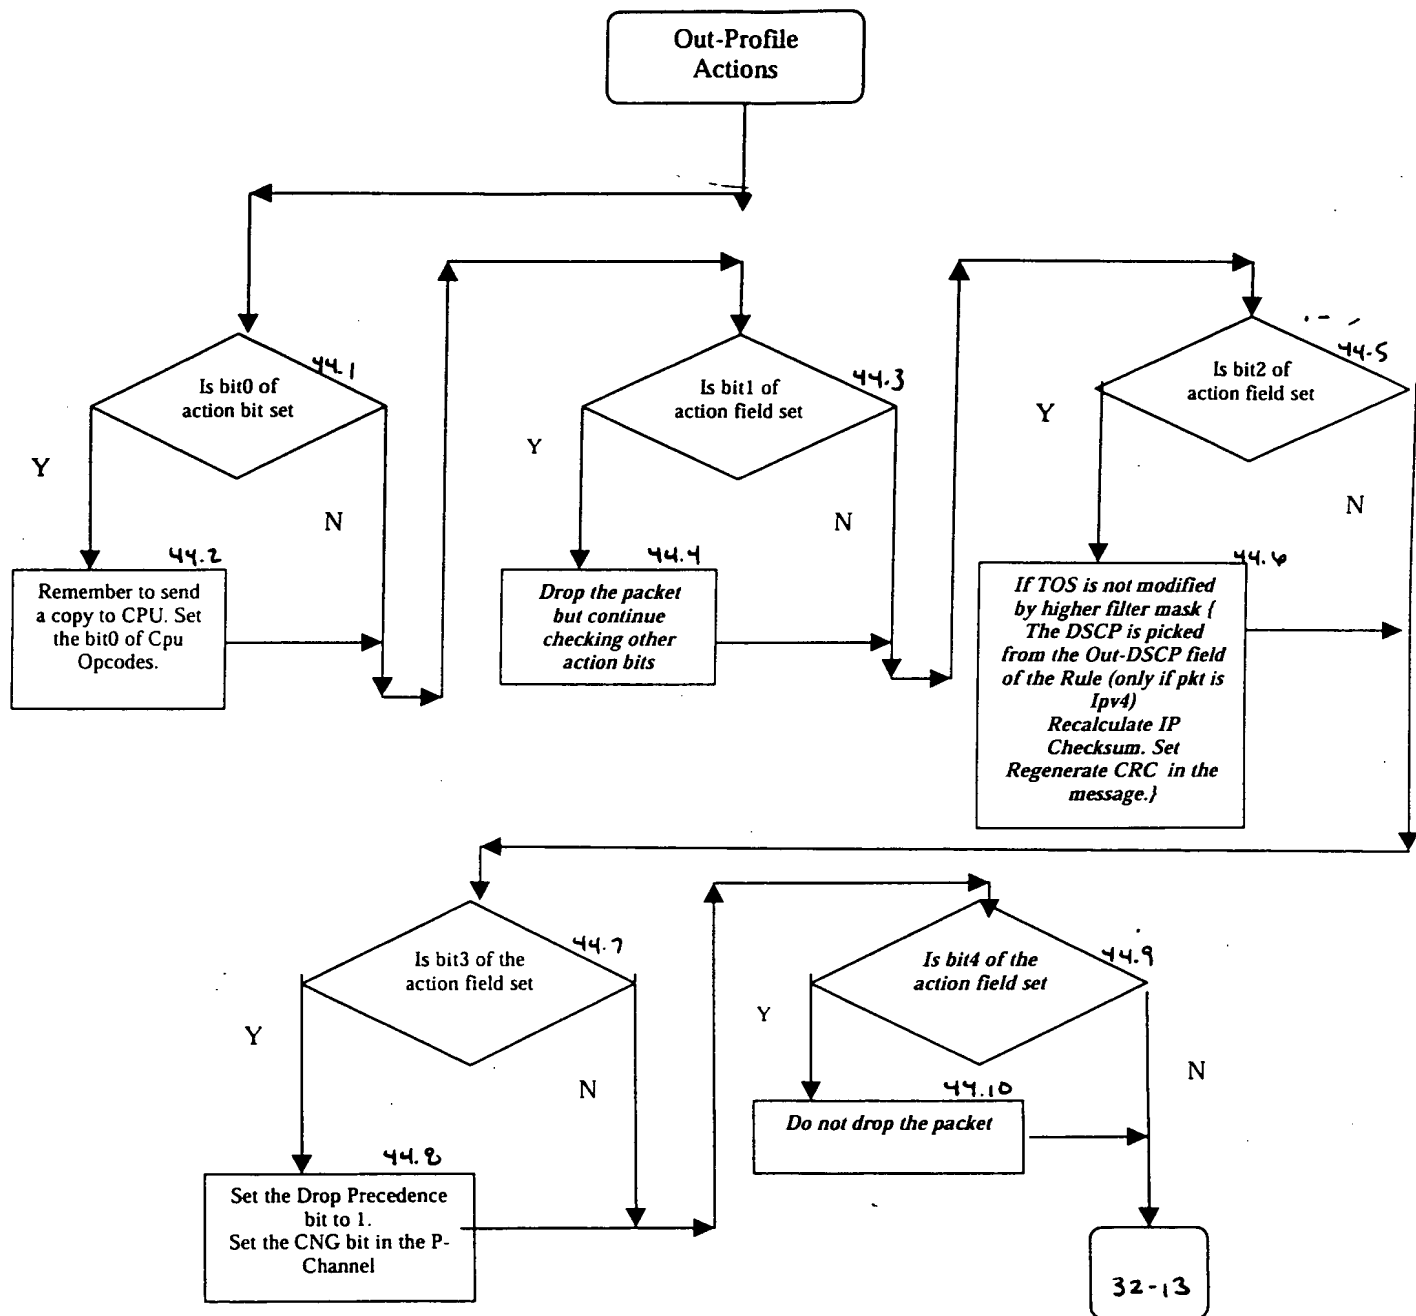 Out-Profile
Actions
44.1
Is bit0 of
action bit set
Y
N
44.2
Remember to send
a copy to CPU. Set
the bit0 of Cpu
Opcodes.
44.3
Is bit1 of
action field set
Y
N
44.4
Drop the packet
but continue
checking other
action bits
44-5
Is bit2 of
action field set
Y
N
44.6
If TOS is not modified
by higher filter mask {
The DSCP is picked
from the Out-DSCP field
of the Rule (only if pkt is
Ipv4)
Recalculate IP
Checksum. Set
Regenerate CRC in the
message.}
44.7
Is bit3 of the
action field set
Y
N
44.8
Set the Drop Precedence
bit to 1.
Set the CNG bit in the P-
Channel
44.9
Is bit4 of the
action field set
Y
N
44.10
Do not drop the packet
32-13